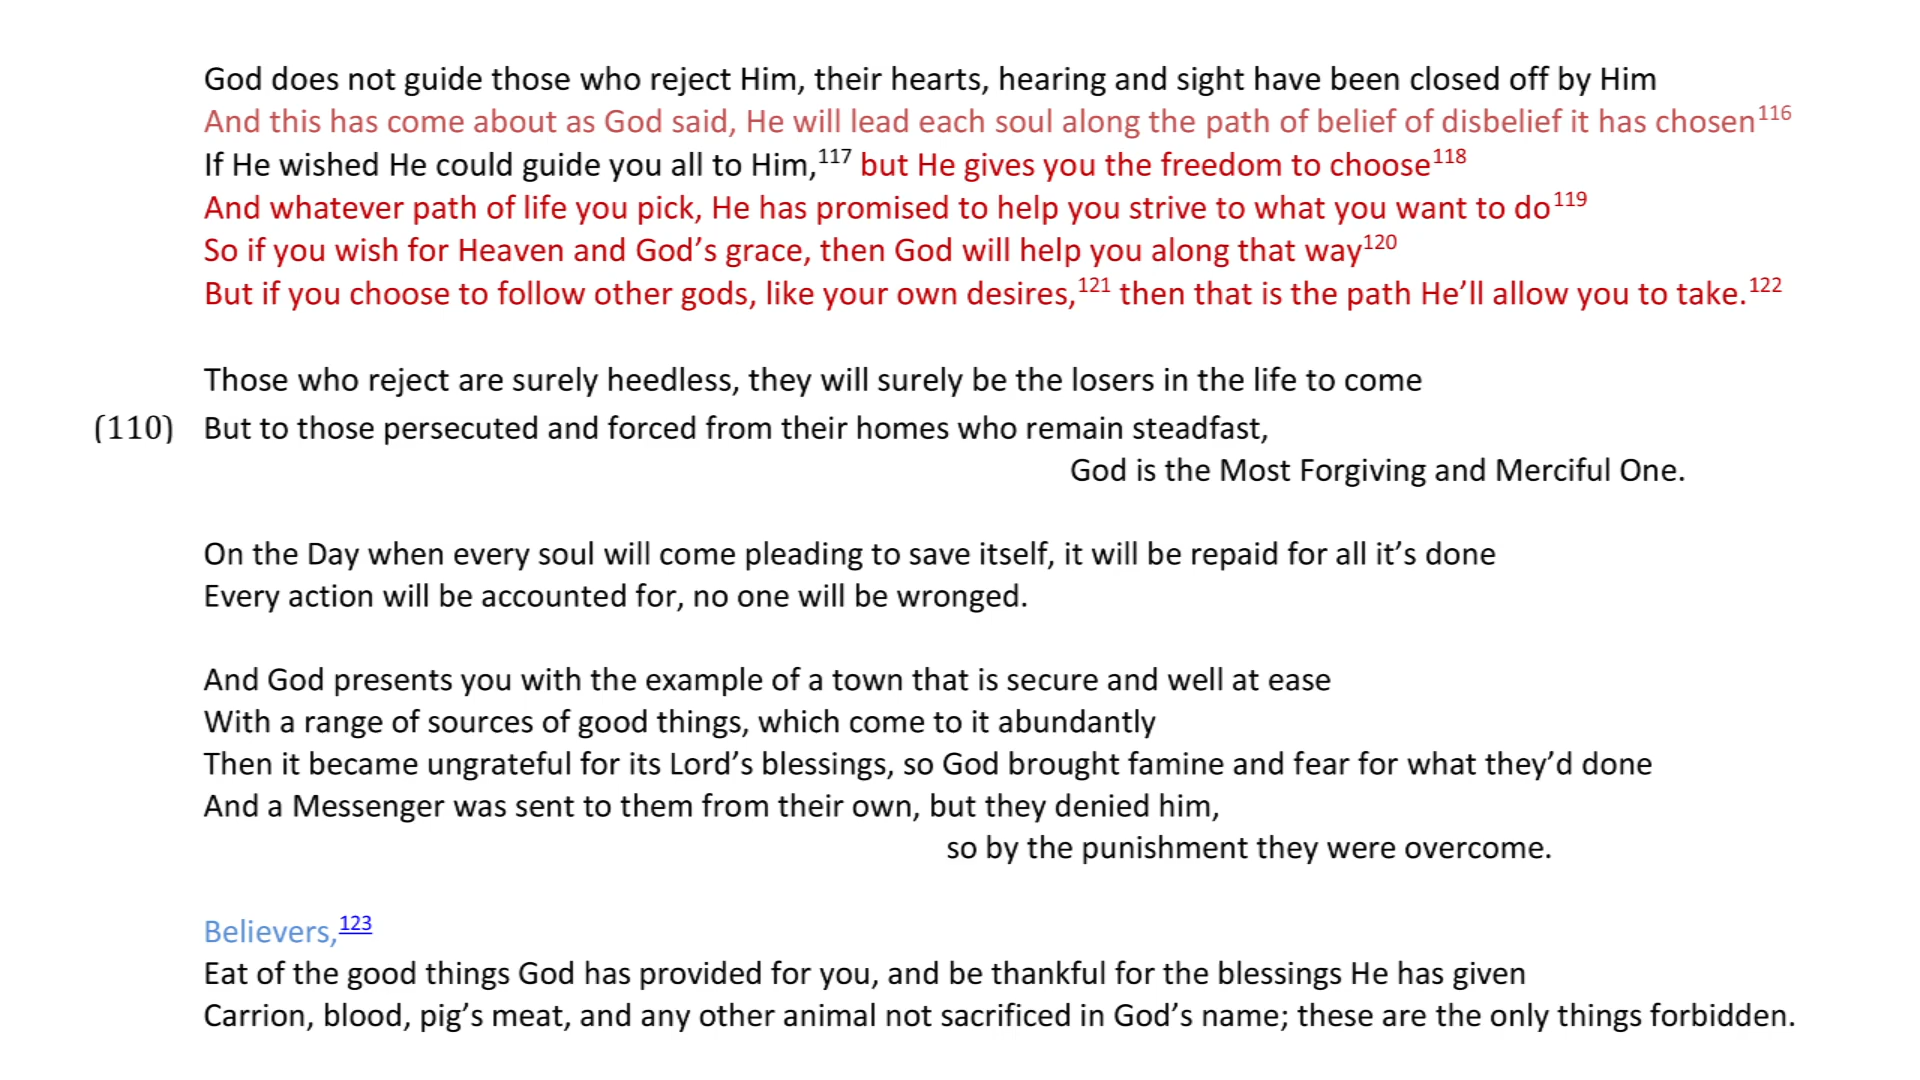 God does not guide those who reject Him, their hearts, hearing and sight have been closed off by Him
And this has come about as God said, He will lead each soul along the path of belief of disbelief it has chosen116
If He wished He could guide you all to Him,117 but He gives you the freedom to choose118
And whatever path of life you pick, He has promised to help you strive to what you want to do119
So if you wish for Heaven and God’s grace, then God will help you along that way120
But if you choose to follow other gods, like your own desires,121 then that is the path He’ll allow you to take.122
Those who reject are surely heedless, they will surely be the losers in the life to come
(110) But to those persecuted and forced from their homes who remain steadfast,
God is the Most Forgiving and Merciful One.
On the Day when every soul will come pleading to save itself, it will be repaid for all it’s done
Every action will be accounted for, no one will be wronged.
And God presents you with the example of a town that is secure and well at ease
With a range of sources of good things, which come to it abundantly
Then it became ungrateful for its Lord’s blessings, so God brought famine and fear for what they’d done
And a Messenger was sent to them from their own, but they denied him,
so by the punishment they were overcome.
Believers,123
Eat of the good things God has provided for you, and be thankful for the blessings He has given
Carrion, blood, pig’s meat, and any other animal not sacrificed in God’s name; these are the only things forbidden.